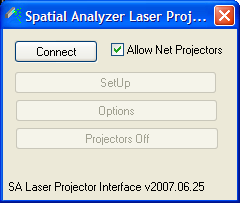 Spatial Analyzer Laser Proj...
Connect
Allow Net Projectors
SetUp
Options
Projectors Off
SA Laser Projector Interface v2007.06.25